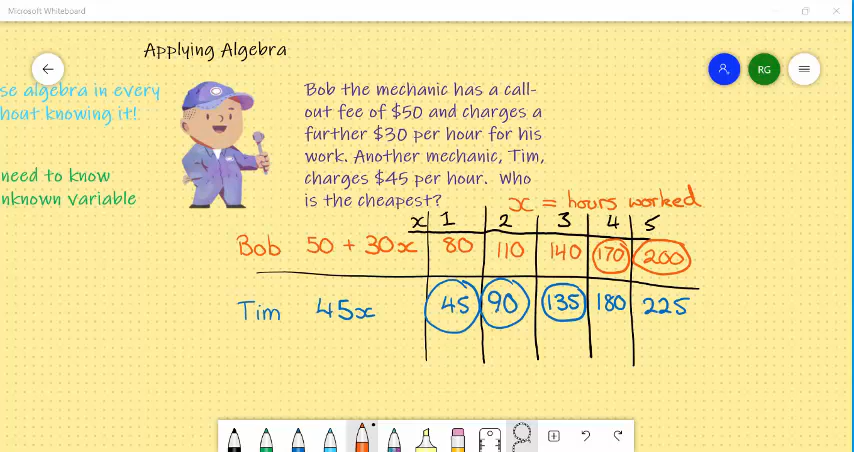 Microsoft Whiteboard
Applying Algebra
RG
se algebra in every
hout knowing it!
need to know
nknown variable
Bob the mechanic has a call-
out fee of $50 and charges a
further $30 per hour for his
work. Another mechanic, Tim,
charges $45 per hour. Who
is the cheapest?
x = hours worked
x 1 2 3 4 5
Bob 50 + 30x 80 110 140 170 200
Tim 45x 45 90 135 180 225